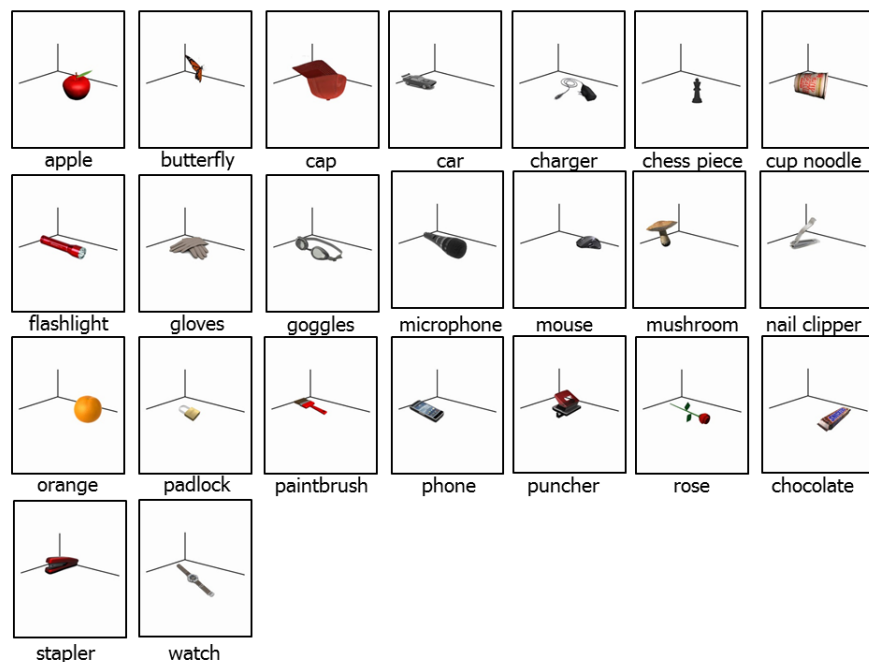 apple butterfly cap car charger chess piece cup noodle
flashlight gloves goggles microphone mouse mushroom nail clipper
orange padlock paintbrush phone puncher rose chocolate
stapler watch